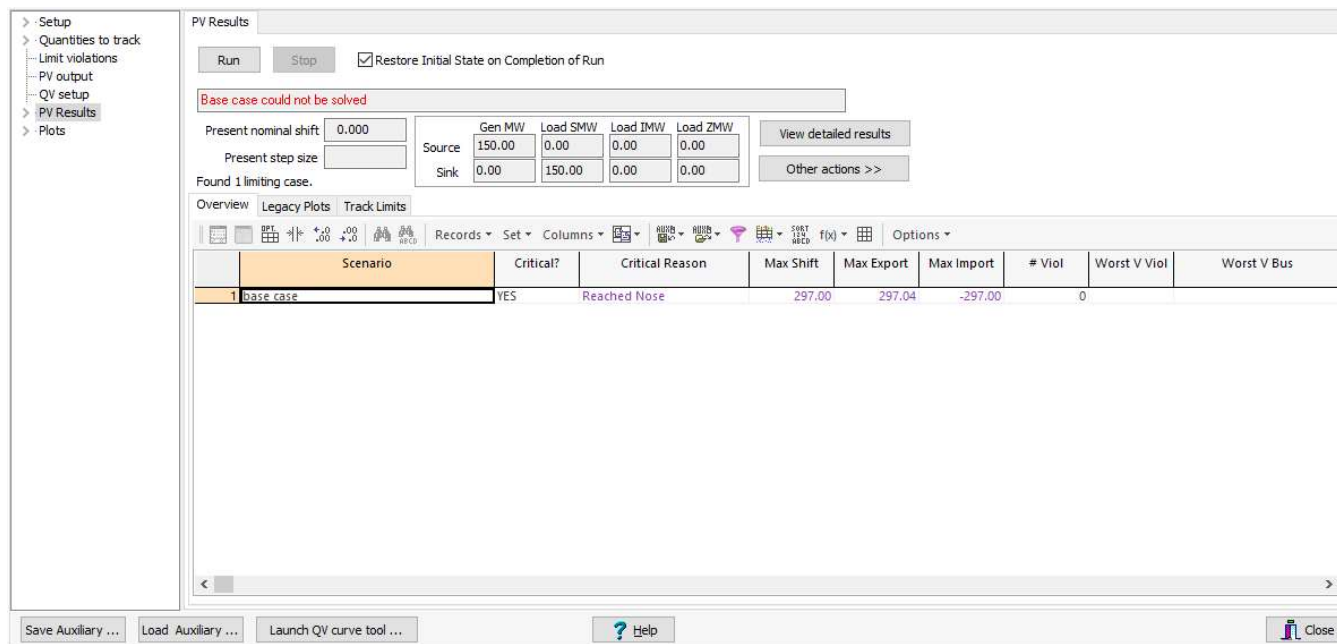 Setup
Quantities to track
Limit violations
PV output
QV setup
PV Results
Plots
PV Results
Run Stop Restore Initial State on Completion of Run
Base case could not be solved
Present nominal shift 0.000
Present step size
Found 1 limiting case.
Gen MW Load SMW Load IMW Load ZMW
Source 150.00 0.00 0.00 0.00
Sink 0.00 150.00 0.00 0.00
View detailed results
Other actions >>
Overview Legacy Plots Track Limits
Records Set Columns f(x) Options
Scenario Critical? Critical Reason Max Shift Max Export Max Import # Viol Worst V Viol Worst V Bus
1 base case YES Reached Nose 297.00 297.04 -297.00 0
Save Auxiliary ... Load Auxiliary ... Launch QV curve tool ... ? Help Close